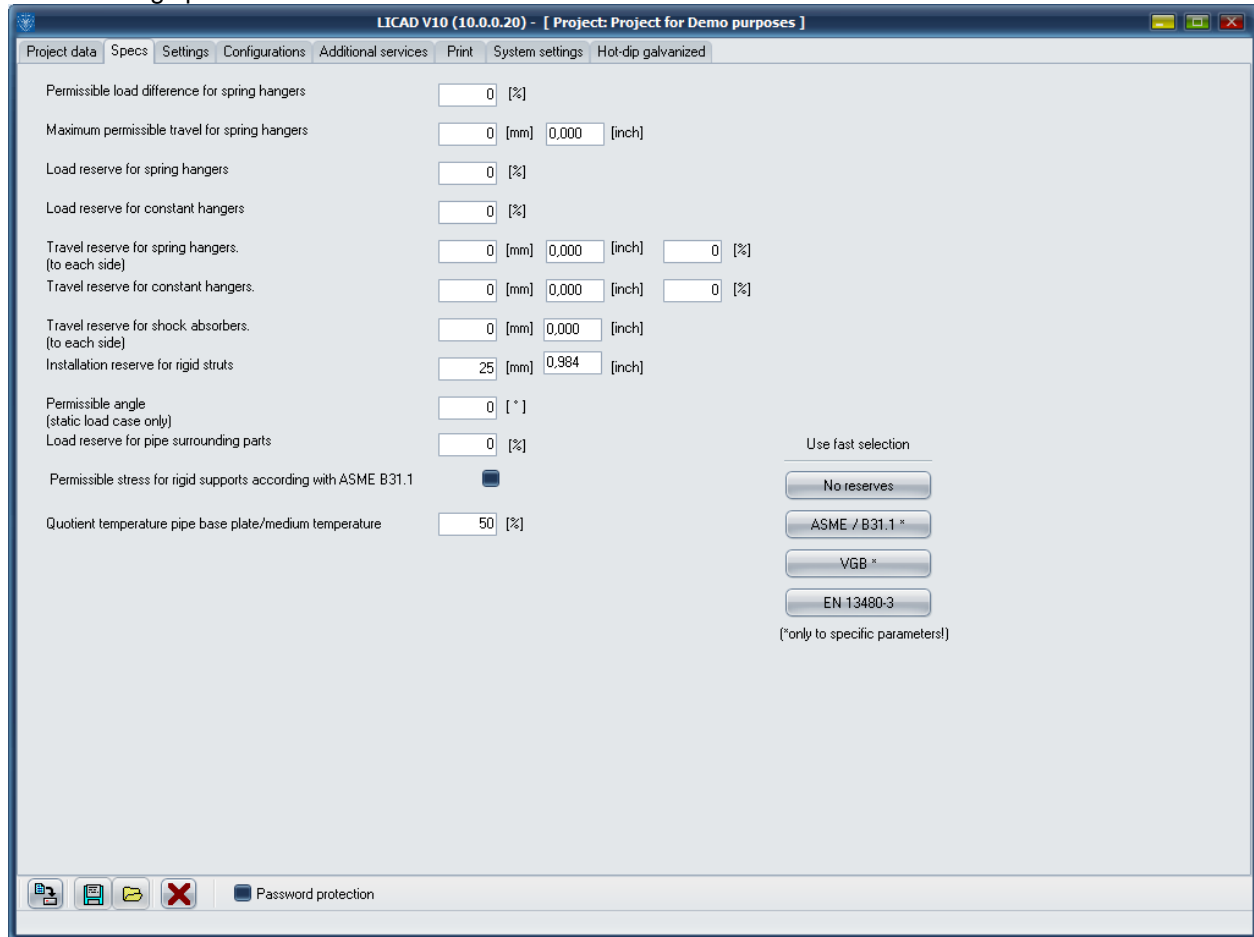 LICAD V10 (10.0.0.20) - [ Project: Project for Demo purposes ]
Project data Specs Settings Configurations Additional services Print System settings Hot-dip galvanized
Permissible load difference for spring hangers 0 [%]
Maximum permissible travel for spring hangers 0 [mm] 0,000 [inch]
Load reserve for spring hangers 0 [%]
Load reserve for constant hangers 0 [%]
Travel reserve for spring hangers. 0 [mm] 0,000 [inch] 0 [%]
(to each side)
Travel reserve for constant hangers. 0 [mm] 0,000 [inch] 0 [%]
Travel reserve for shock absorbers. 0 [mm] 0,000 [inch]
(to each side)
Installation reserve for rigid struts 25 [mm] 0,984 [inch]
Permissible angle 0 [°]
(static load case only)
Load reserve for pipe surrounding parts 0 [%]
Use fast selection
Permissible stress for rigid supports according with ASME B31.1
No reserves
Quotient temperature pipe base plate/medium temperature 50 [%]
ASME / B31.1 *
VGB *
EN 13480-3
(*only to specific parameters!)
Password protection